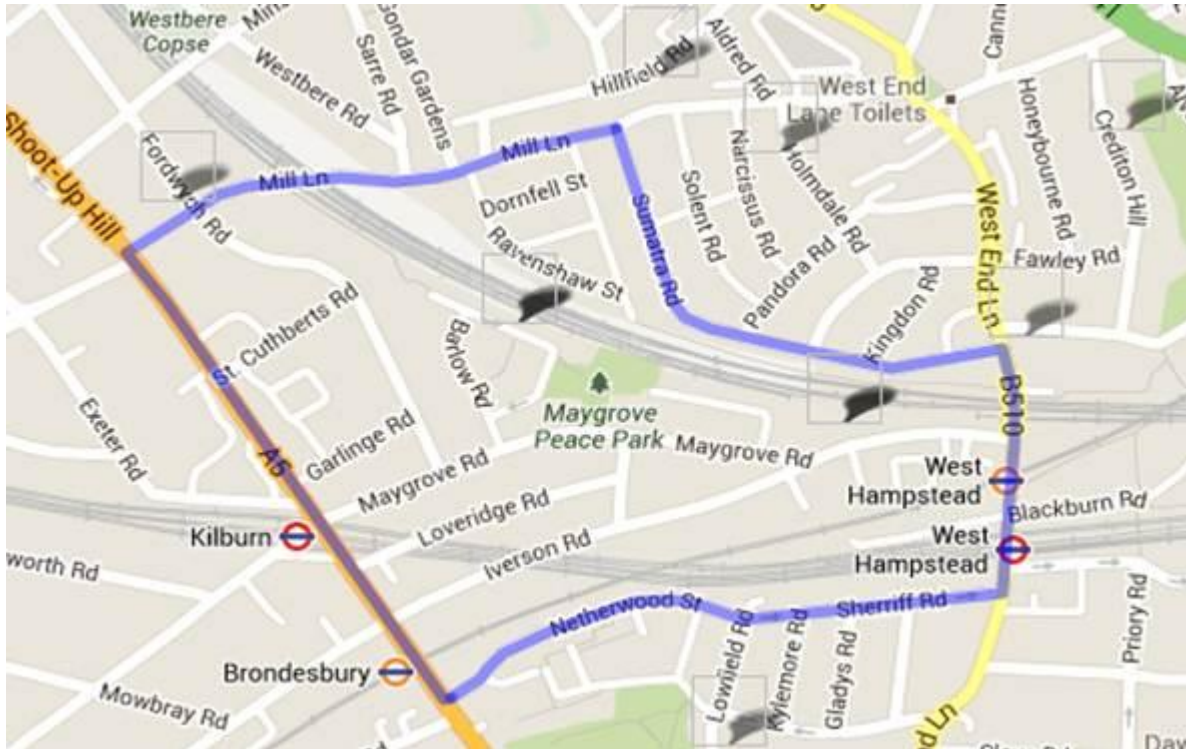 Westbere
Copse
Sarre Rd
Gondar Gardens
Westbere Rd
Hillfield Rd
Aldred Rd
West End
Lane Toilets
Honeybourne Rd
Crediton Hill
Shoot-Up Hill
Fordwych Rd
Mill Ln
Mill Ln
Dornfell St
Ravenshaw St
Sumatra Rd
Solent Rd
Narcissus Rd
Holmdale Rd
Pandora Rd
Kingdon Rd
West End Ln
Fawley Rd
St. Cuthberts Rd
Barlow Rd
B510
Exeter Rd
A5
Garlinge Rd
Maygrove
Peace Park
Maygrove Rd
Maygrove Rd
West
Hampstead
Blackburn Rd
Kilburn
Loveridge Rd
Iverson Rd
West
Hampstead
worth Rd
Netherwood St
Sherriff Rd
Priory Rd
Brondesbury
Lowfield Rd
Kylemore Rd
Gladys Rd
Mowbray Rd
d Ln